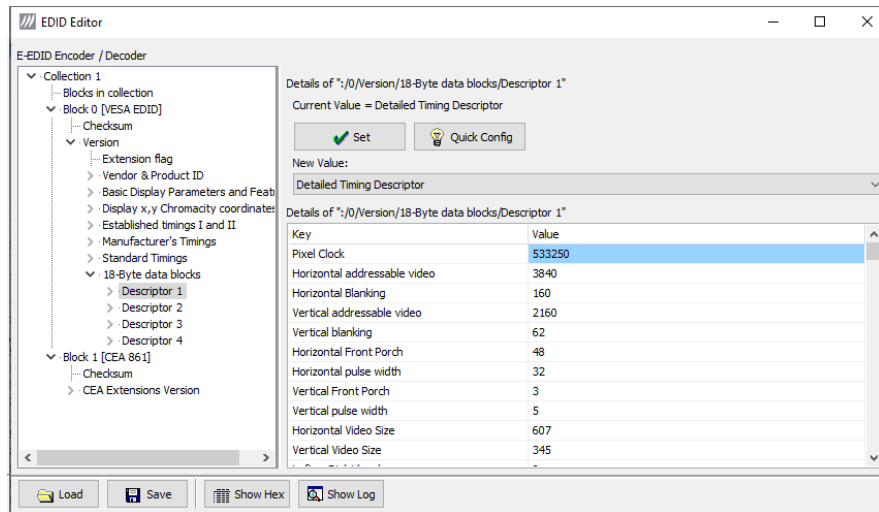 EDID Editor
E-EDID Encoder / Decoder
Collection 1
Blocks in collection
Block 0 [VESA EDID]
Checksum
Version
Extension flag
Vendor & Product ID
Basic Display Parameters and Feat
Display x,y Chromacity coordinates
Established timings I and II
Manufacturer's Timings
Standard Timings
18-Byte data blocks
Descriptor 1
Descriptor 2
Descriptor 3
Descriptor 4
Block 1 [CEA 861]
Checksum
CEA Extensions Version
Details of ":/0/Version/18-Byte data blocks/Descriptor 1"
Current Value = Detailed Timing Descriptor
Set Quick Config
New Value:
Detailed Timing Descriptor
Details of ":/0/Version/18-Byte data blocks/Descriptor 1"
Key Value
Pixel Clock 533250
Horizontal addressable video 3840
Horizontal Blanking 160
Vertical addressable video 2160
Vertical blanking 62
Horizontal Front Porch 48
Horizontal pulse width 32
Vertical Front Porch 3
Vertical pulse width 5
Horizontal Video Size 607
Vertical Video Size 345
Load Save Show Hex Show Log